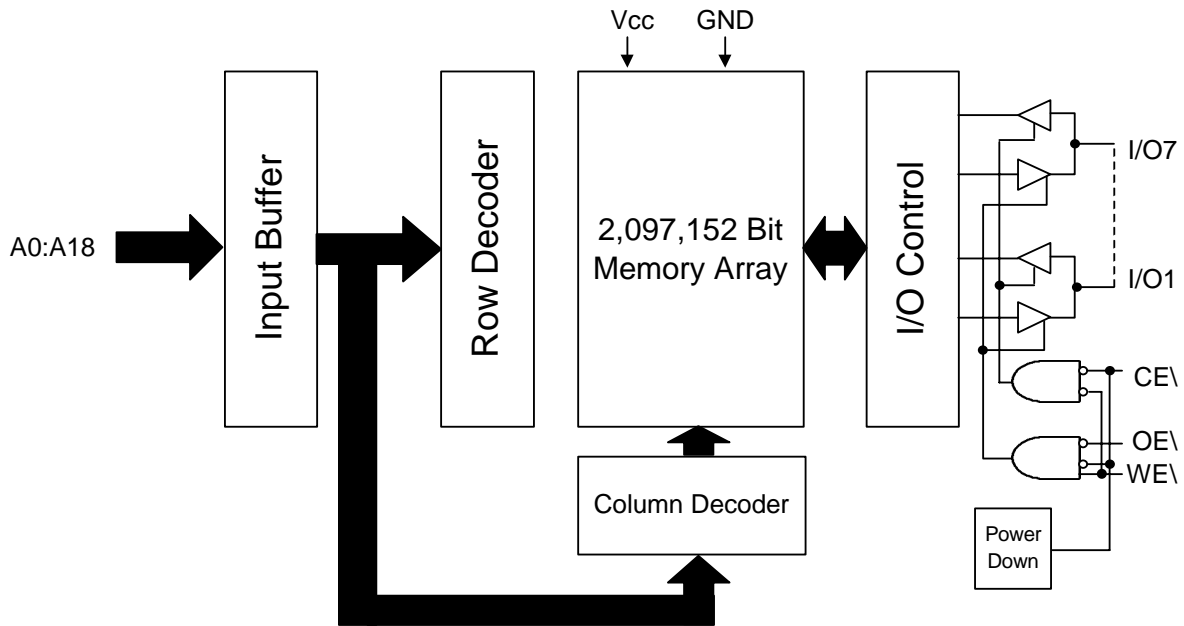 Vcc
GND
A0:A18
Input Buffer
Row Decoder
2,097,152 Bit
Memory Array
I/O Control
I/O7
I/O1
CE\
OE\
WE\
Column Decoder
Power
Down